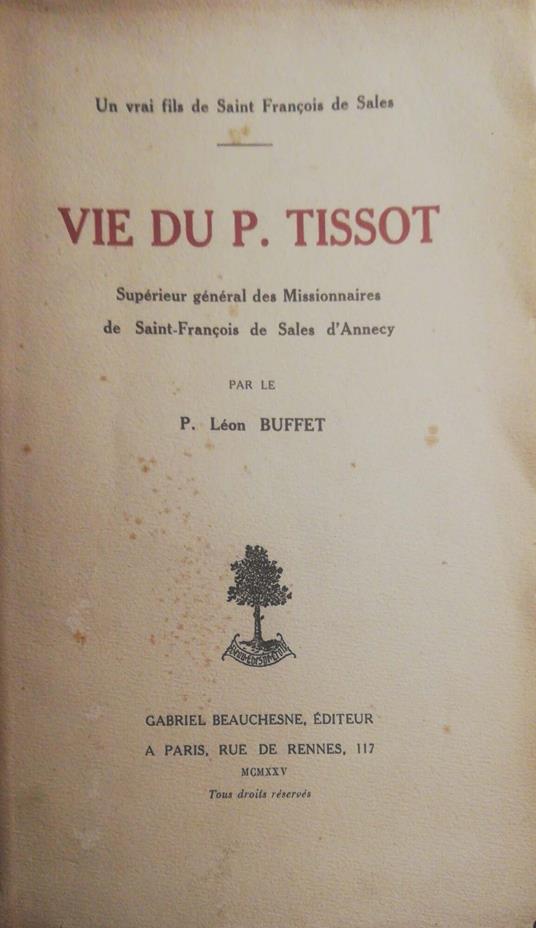 Un vrai fils de Saint François de Sales
VIE DU P. TISSOT
Supérieur général des Missionnaires
de Saint-François de Sales d'Annecy
PAR LE
P. Léon BUFFET
GABRIEL BEAUCHESNE, ÉDITEUR
A PARIS, RUE DE RENNES, 117
MCMXXV
Tous droits réservés